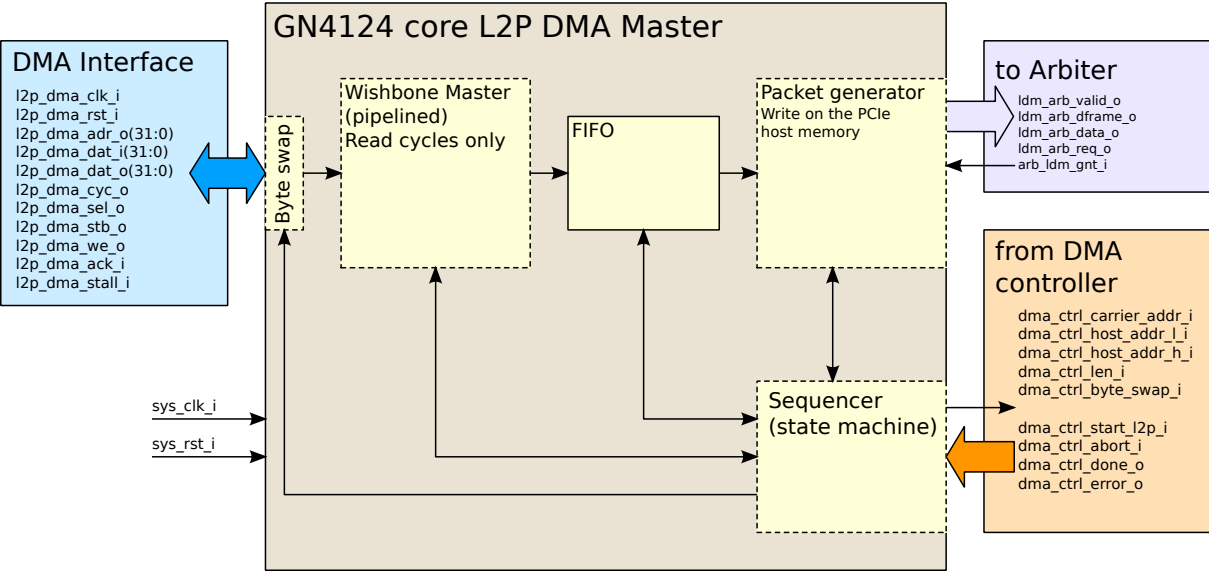 GN4124 core L2P DMA Master
DMA Interface
l2p_dma_clk_i
l2p_dma_rst_i
l2p_dma_adr_o(31:0)
l2p_dma_dat_i(31:0)
l2p_dma_dat_o(31:0)
l2p_dma_cyc_o
l2p_dma_sel_o
l2p_dma_stb_o
l2p_dma_we_o
l2p_dma_ack_i
l2p_dma_stall_i
Byte swap
Wishbone Master
(pipelined)
Read cycles only
FIFO
Packet generator
Write on the PCIe
host memory
to Arbiter
ldm_arb_valid_o
ldm_arb_dframe_o
ldm_arb_data_o
ldm_arb_req_o
arb_ldm_gnt_i
from DMA
controller
dma_ctrl_carrier_addr_i
dma_ctrl_host_addr_l_i
dma_ctrl_host_addr_h_i
dma_ctrl_len_i
dma_ctrl_byte_swap_i
dma_ctrl_start_l2p_i
dma_ctrl_abort_i
dma_ctrl_done_o
dma_ctrl_error_o
Sequencer
(state machine)
sys_clk_i
sys_rst_i